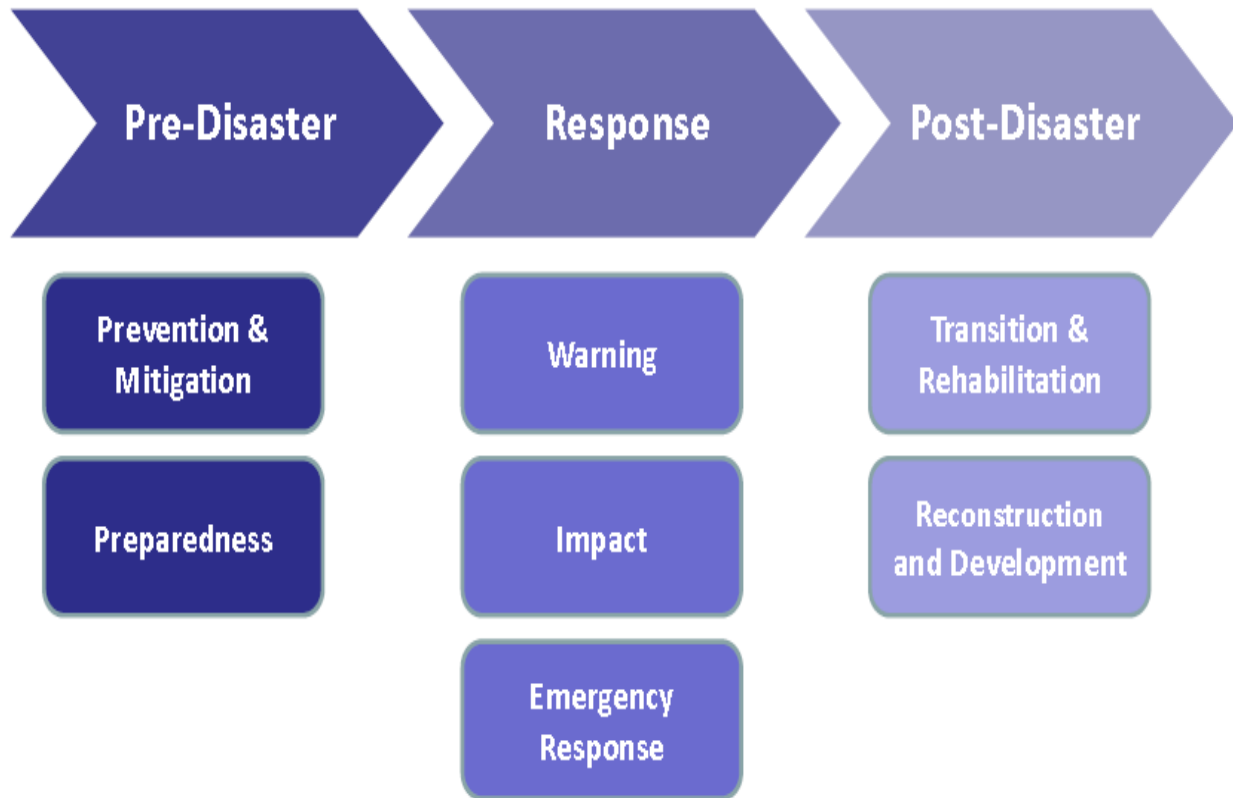 Pre-Disaster
Response
Post-Disaster
Prevention &
Mitigation
Preparedness
Warning
Impact
Emergency
Response
Transition &
Rehabilitation
Reconstruction
and Development